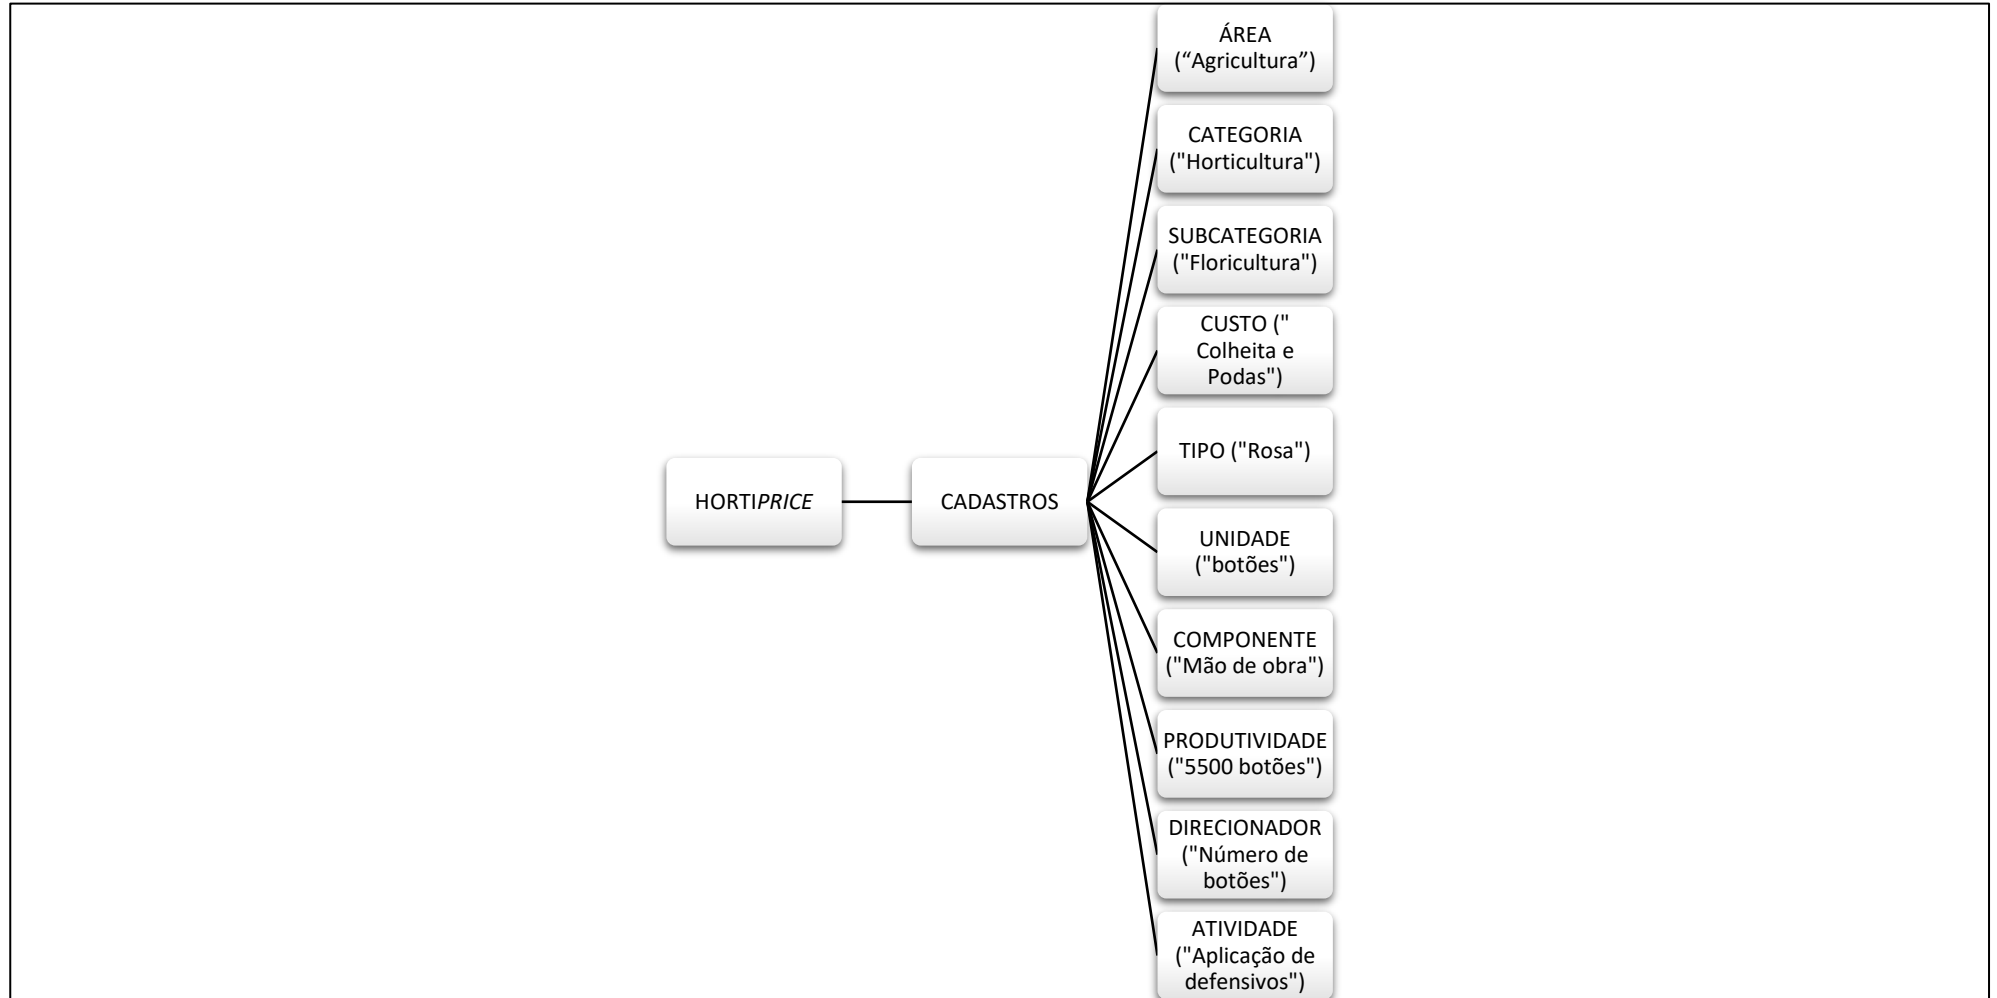 ÁREA
(“Agricultura”)
CATEGORIA
("Horticultura")
SUBCATEGORIA
("Floricultura")
CUSTO ("
Colheita e
Podas")
TIPO ("Rosa")
HORTIPRICE
CADASTROS
UNIDADE
("botões")
COMPONENTE
("Mão de obra")
PRODUTIVIDADE
("5500 botões")
DIRECIONADOR
("Número de
botões")
ATIVIDADE
("Aplicação de
defensivos")